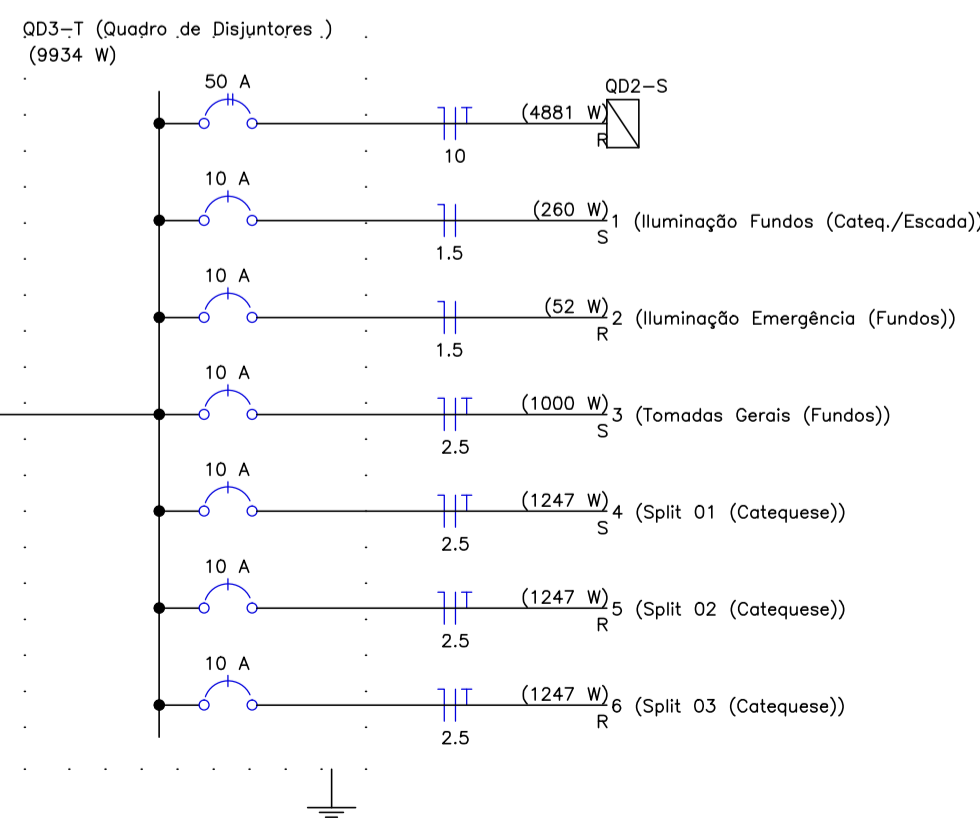 QD3-T (Quadro de Disjuntores )
(9934 W)
50 A
QD2-S
(4881 W)
R
10
10 A
(260 W)
1 (Iluminação Fundos (Cateq./Escada))
S
1.5
10 A
(52 W)
2 (Iluminação Emergência (Fundos))
R
1.5
10 A
(1000 W)
3 (Tomadas Gerais (Fundos))
S
2.5
10 A
(1247 W)
4 (Split 01 (Catequese))
S
2.5
10 A
(1247 W)
5 (Split 02 (Catequese))
R
2.5
10 A
(1247 W)
6 (Split 03 (Catequese))
R
2.5